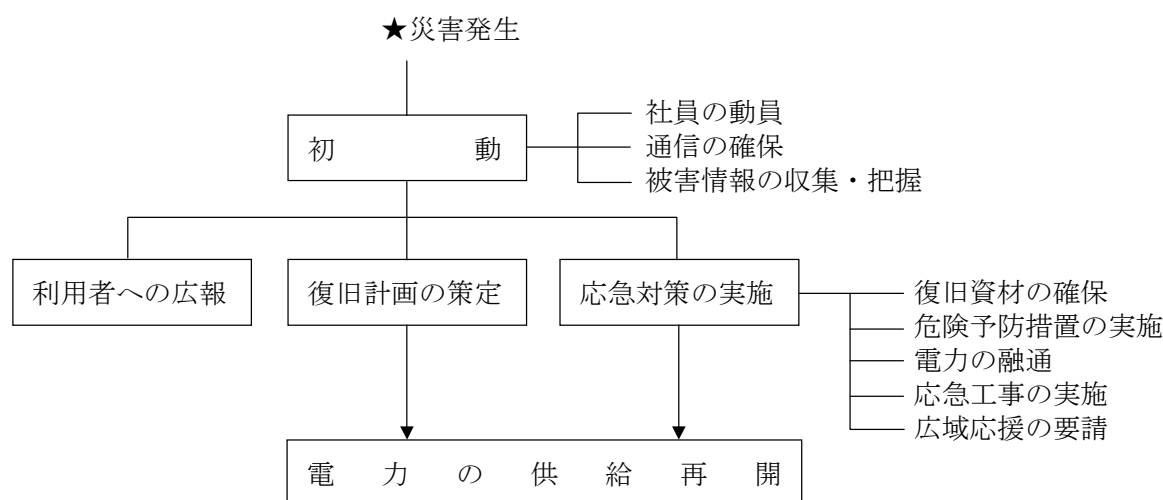 ★災害発生
初動
社員の動員
通信の確保
被害情報の収集・把握
利用者への広報
復旧計画の策定
応急対策の実施
復旧資材の確保
危険予防措置の実施
電力の融通
応急工事の実施
広域応援の要請
電力の供給再開